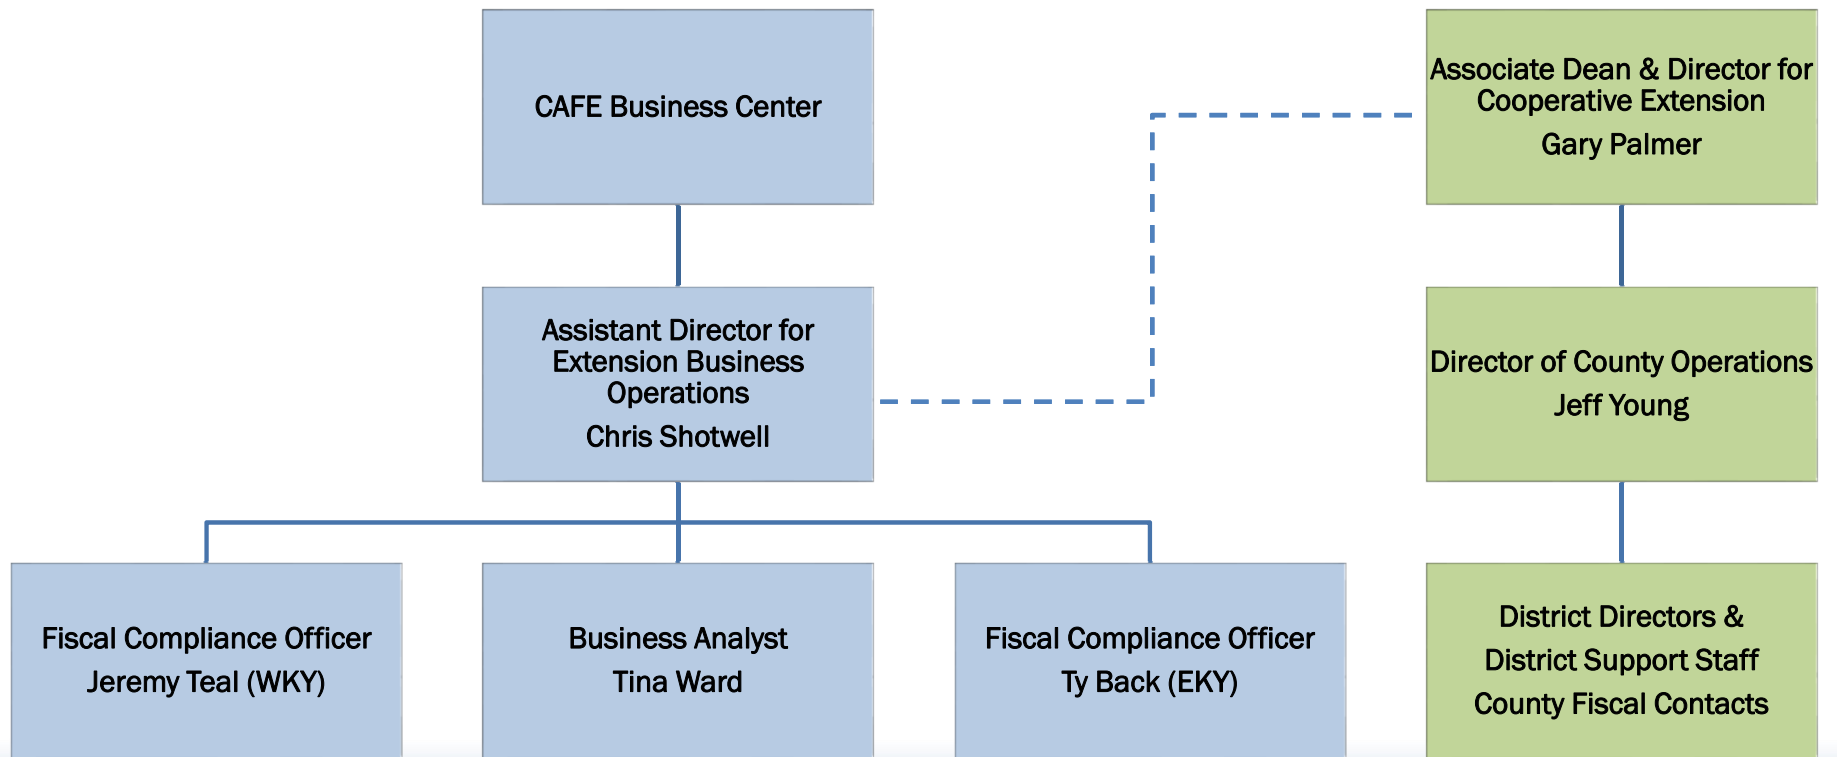 CAFE Business Center
Associate Dean & Director for
Cooperative Extension
Gary Palmer
Assistant Director for
Extension Business
Operations
Chris Shotwell
Director of County Operations
Jeff Young
Fiscal Compliance Officer
Jeremy Teal (WKY)
Business Analyst
Tina Ward
Fiscal Compliance Officer
Ty Back (EKY)
District Directors &
District Support Staff
County Fiscal Contacts